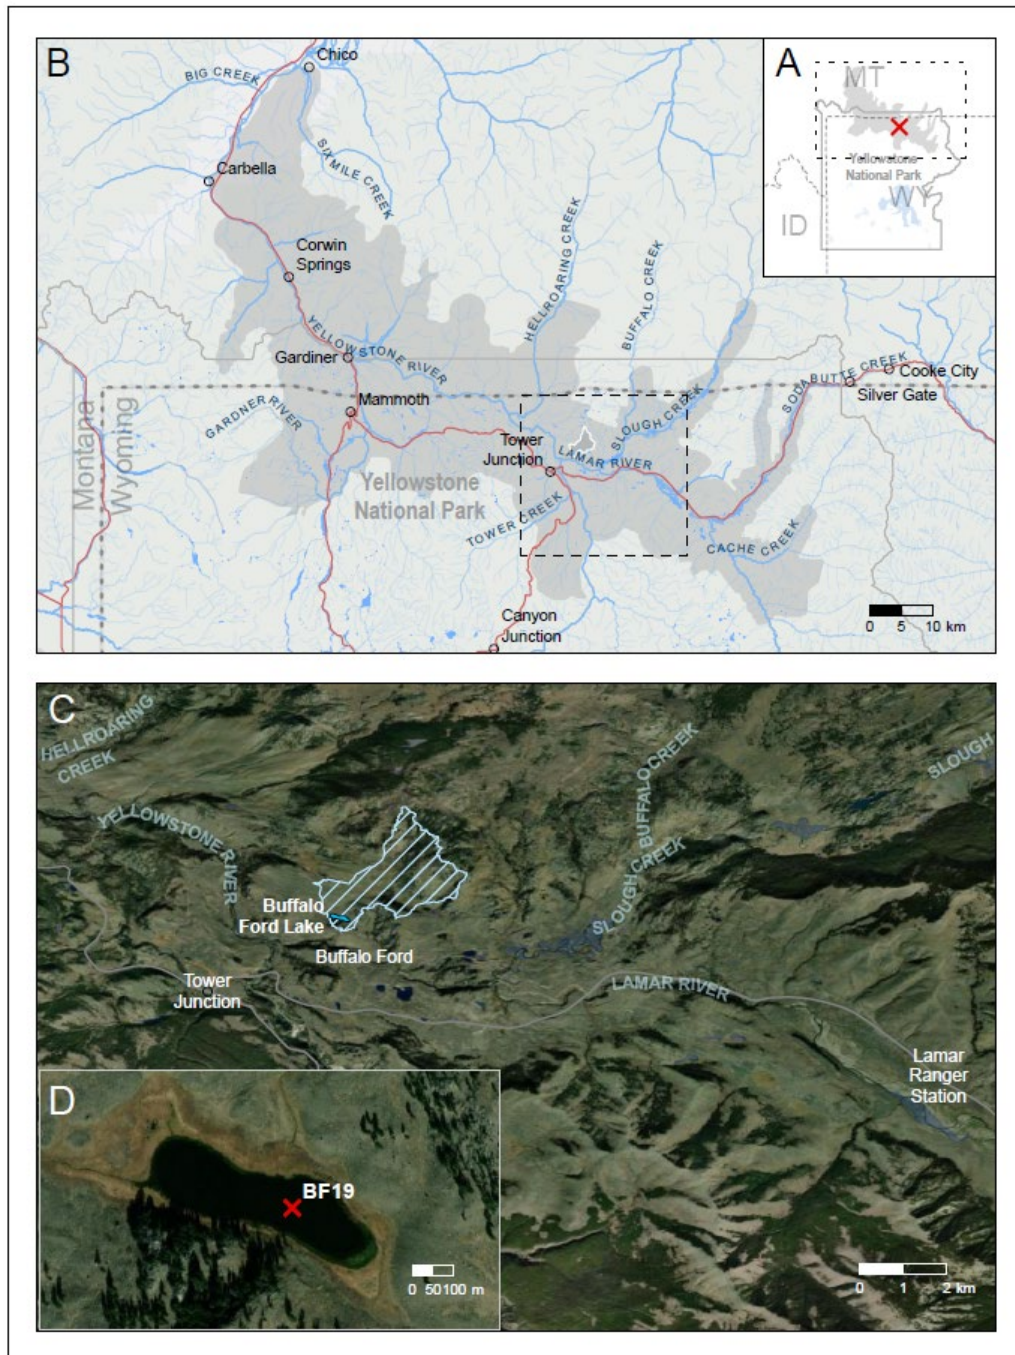 B
Chico
BIG CREEK
SIXMILE CREEK
Carbella
Corwin
Springs
HELLROARING CREEK
BUFFALO CREEK
YELLOWSTONE RIVER
Gardiner
Mammoth
GARDNER RIVER
Montana
Wyoming
Yellowstone
National Park
Tower
Junction
LAMAR RIVER
SLOUGH CREEK
SODA BUTTE CREEK
Cooke City
Silver Gate
TOWER CREEK
CACHE CREEK
Canyon
Junction
0 5 10 km
A
MT
Yellowstone
National Park
WY
ID
C
HELLROARING
CREEK
YELLOWSTONE
RIVER
BUFFALO CREEK
SLOUGH
SLOUGH CREEK
Buffalo
Ford Lake
Buffalo Ford
Tower
Junction
LAMAR RIVER
Lamar
Ranger
Station
0 1 2 km
D
BF19
0 50 100 m